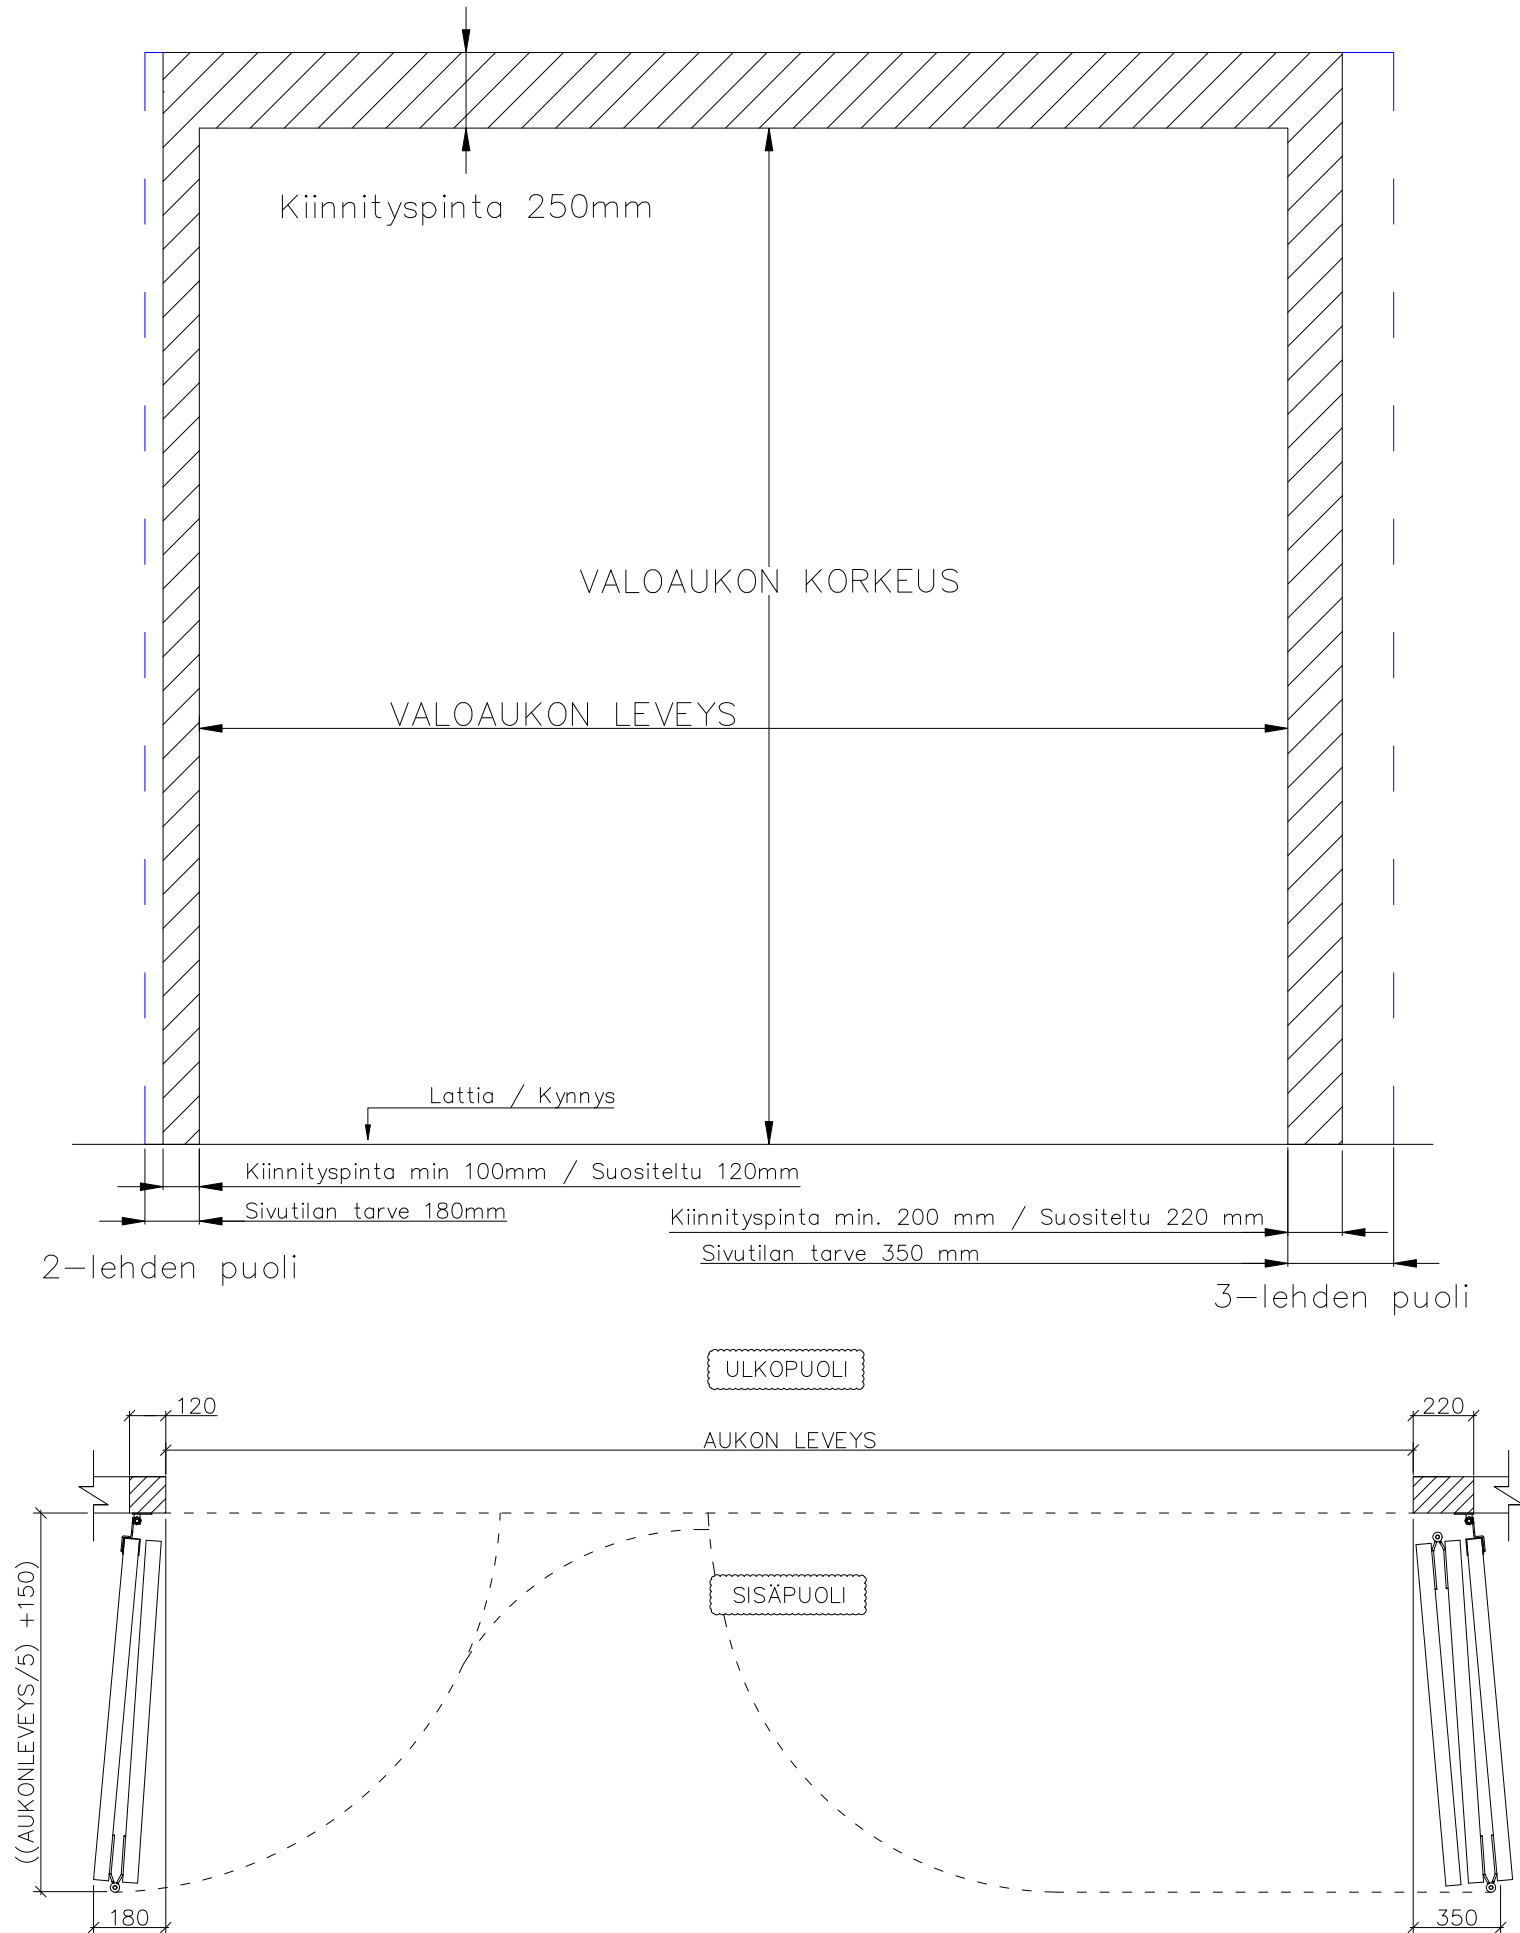 Kiinnityspinta 250mm
VALOAUKON KORKEUS
VALOAUKON LEVEYS
Lattia / Kynnys
Kiinnityspinta min 100mm / Suositeltu 120mm
Sivutilan tarve 180mm
Kiinnityspinta min. 200 mm / Suositeltu 220 mm
Sivutilan tarve 350 mm
2-lehden puoli
3-lehden puoli
ULKOPUOLI
120
220
AUKON LEVEYS
SISÄPUOLI
((AUKONLEVEYS/5) +150)
180
350